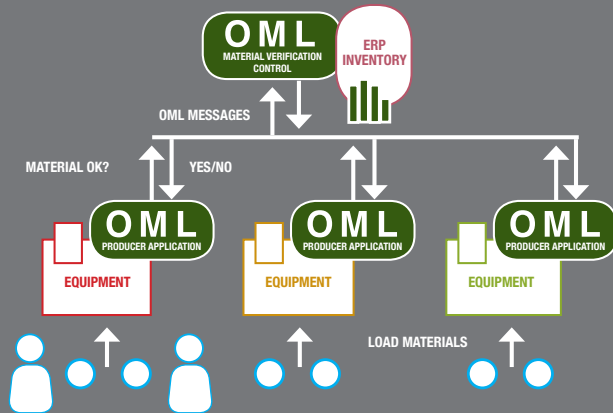 OML
MATERIAL VERIFICATION
CONTROL
ERP
INVENTORY
OML MESSAGES
MATERIAL OK?
YES/NO
OML
PRODUCER APPLICATION
OML
PRODUCER APPLICATION
OML
PRODUCER APPLICATION
EQUIPMENT
EQUIPMENT
EQUIPMENT
LOAD MATERIALS